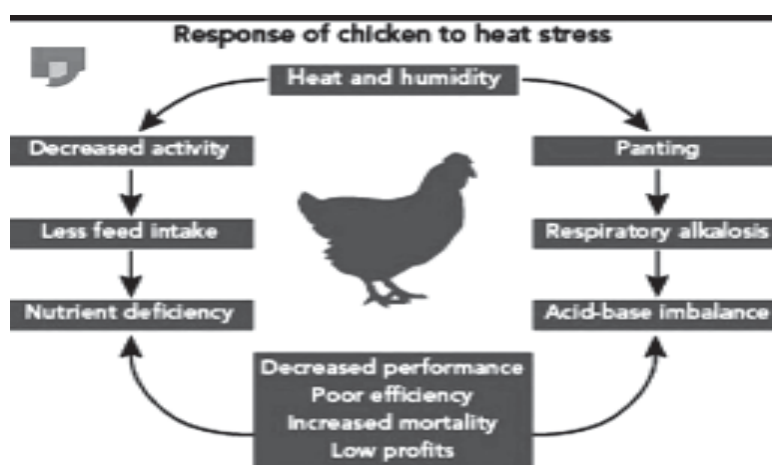 Response of chicken to heat stress
Heat and humidity
Decreased activity
Panting
Less feed intake
Respiratory alkalosis
Nutrient deficiency
Acid-base imbalance
Decreased performance
Poor efficiency
Increased mortality
Low profits